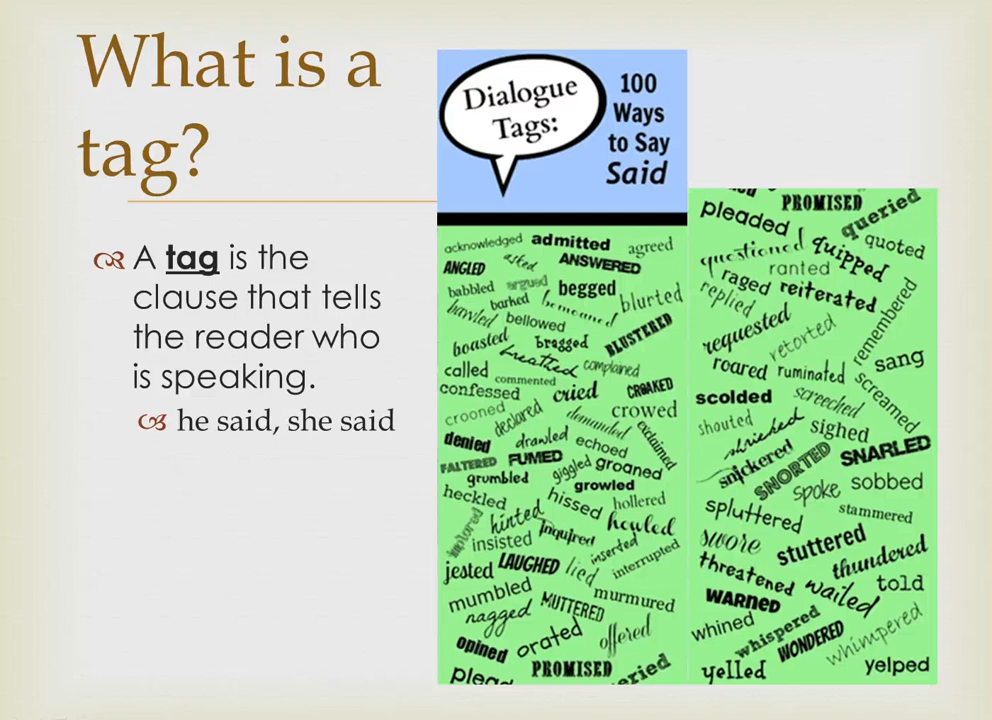 What is a
tag?
A tag is the
clause that tells
the reader who
is speaking.
he said, she said
Dialogue
Tags:
100
Ways
to Say
Said
acknowledged admitted agreed
ANGLED asked ANSWERED
babbled argued begged
barked bemoaned blurted
bawled bellowed
boasted bragged BLUSTERED
breathed complained
called commented
confessed cried CROAKED
crooned declared demanded crowed
denied drawled echoed exclaimed
FALTERED FUMED giggled groaned
grumbled growled
heckled hissed hollered
implored hinted inquired howled
insisted inserted interrupted
jested LAUGHED lied
mumbled murmured
nagged MUTTERED
opined orated offered
plead PROMISED eried
PROMISED
pleaded queried
questioned quipped quoted
ranted
raged reiterated
replied remembered
requested retorted
roared ruminated sang
scolded screeched screamed
shouted shrieked sighed
snickered SNORTED SNARLED
spoke sobbed
spluttered stammered
swore stuttered
threatened thundered
WARNED wailed told
whined whispered WONDERED whimpered
yelled yelped